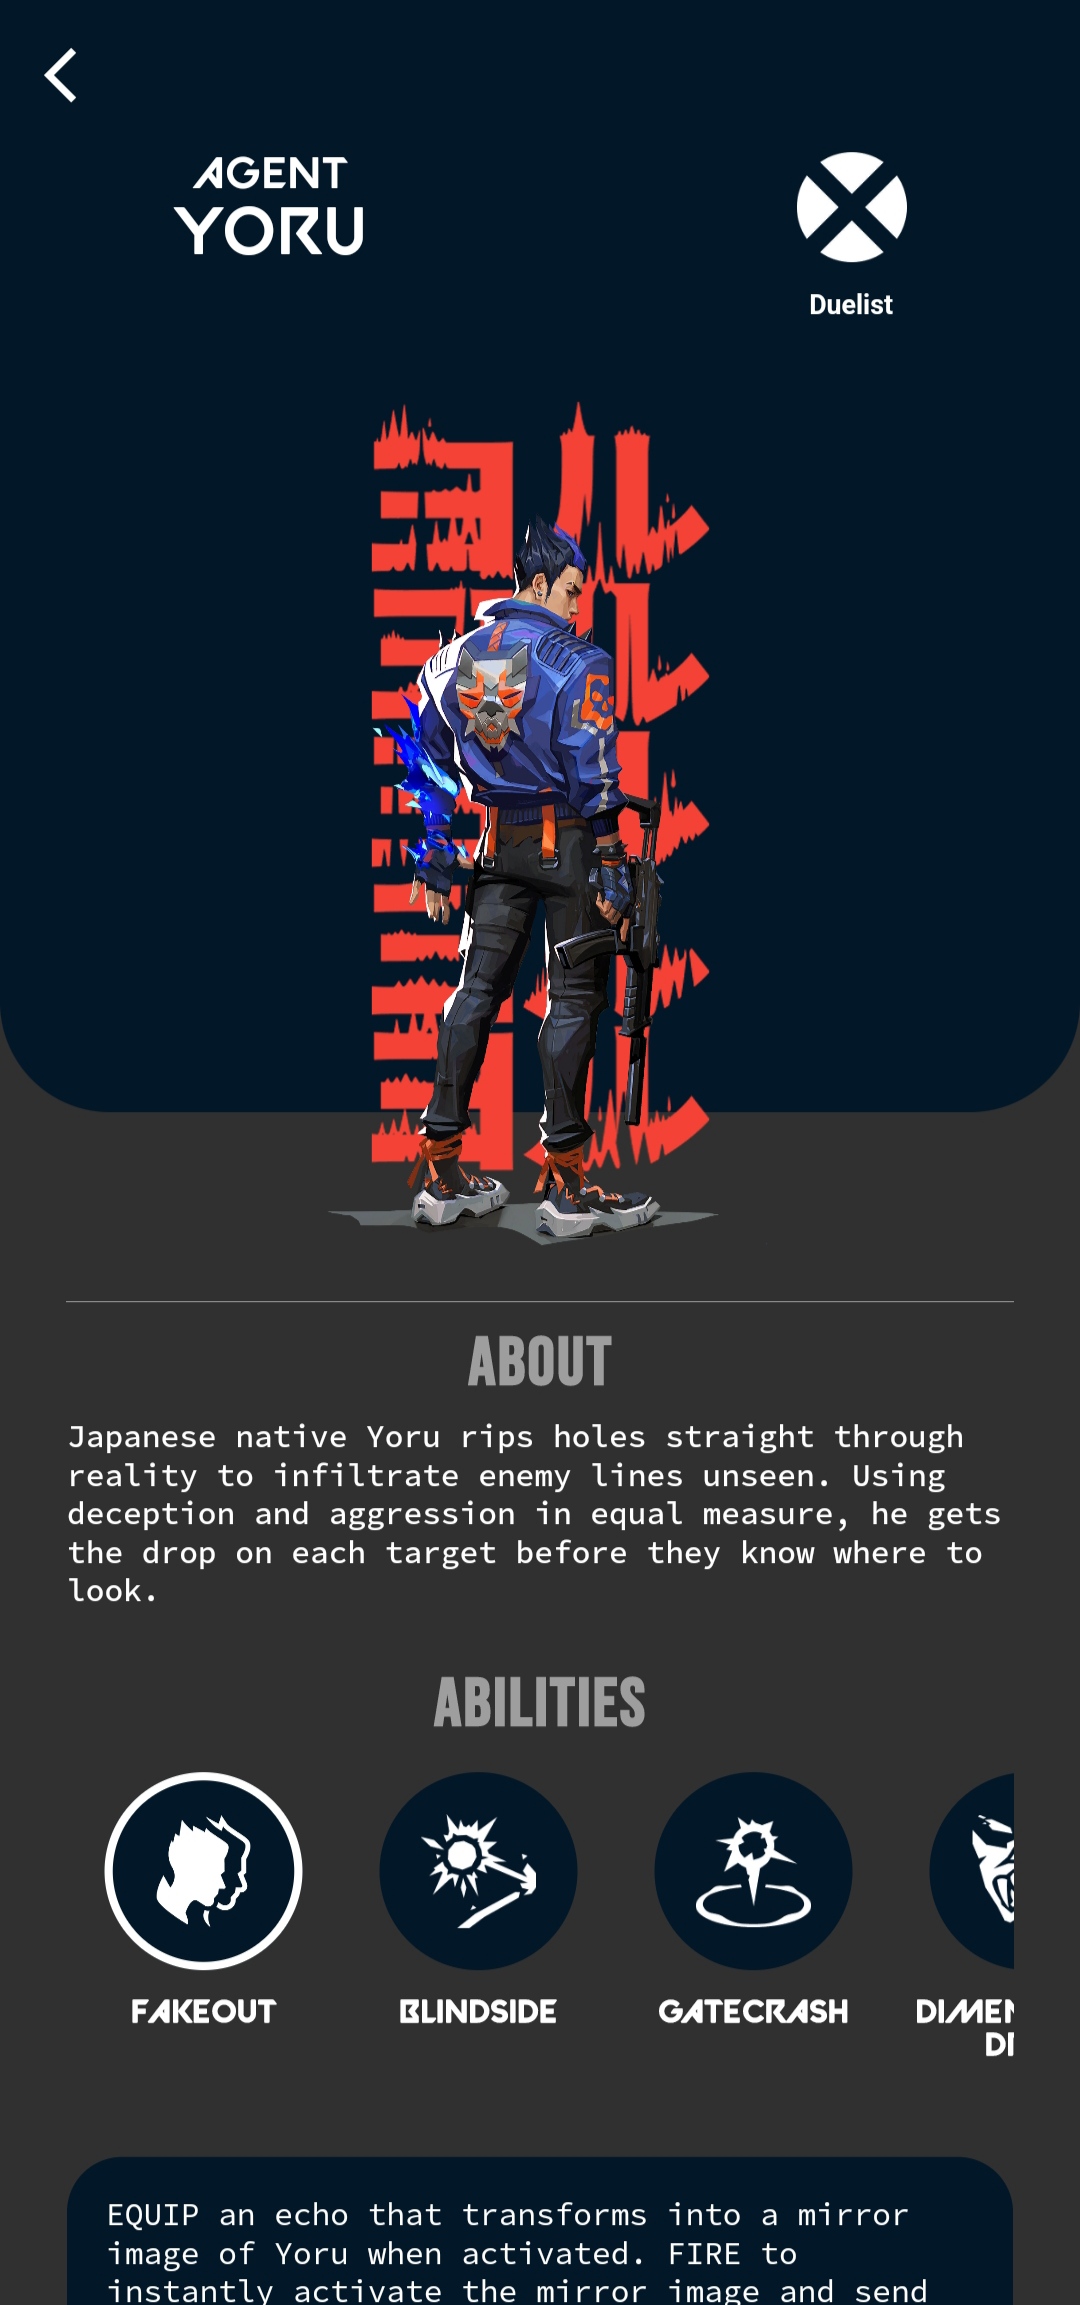 AGENT
YORU
Duelist
ABOUT
Japanese native Yoru rips holes straight through
reality to infiltrate enemy lines unseen. Using
deception and aggression in equal measure, he gets
the drop on each target before they know where to
look.
ABILITIES
FAKEOUT
BLINDSIDE
GATECRASH
EQUIP an echo that transforms into a mirror
image of Yoru when activated. FIRE to
instantly activate the mirror image and send